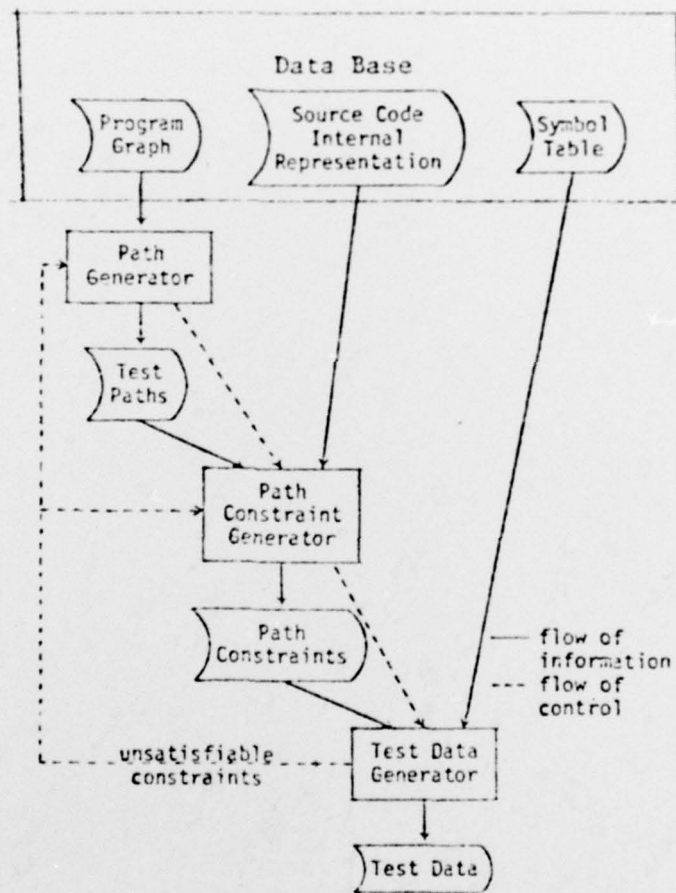 Data Base
Program
Graph
Source Code
Internal
Representation
Symbol
Table
Path
Generator
Test
Paths
Path
Constraint
Generator
Path
Constraints
flow of
information
flow of
control
unsatisfiable
constraints
Test Data
Generator
Test Data